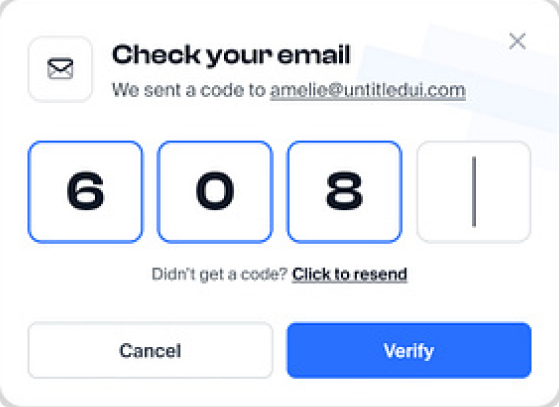 Check your email
We sent a code to amelie@untitledui.com
6 0 8
Didn't get a code? Click to resend
Cancel Verify